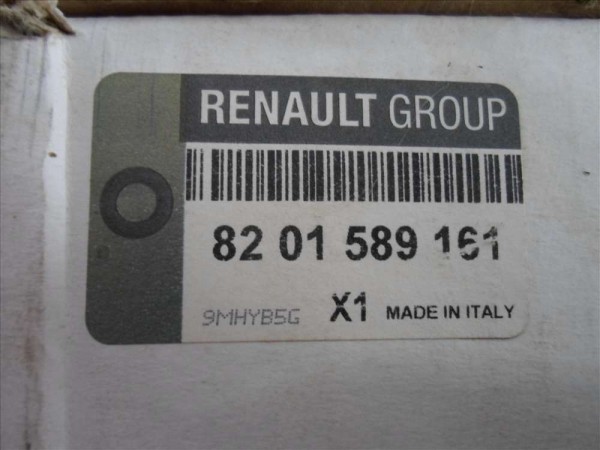 RENAULT GROUP
82 01 589 161
9MHYB5G X1 MADE IN ITALY